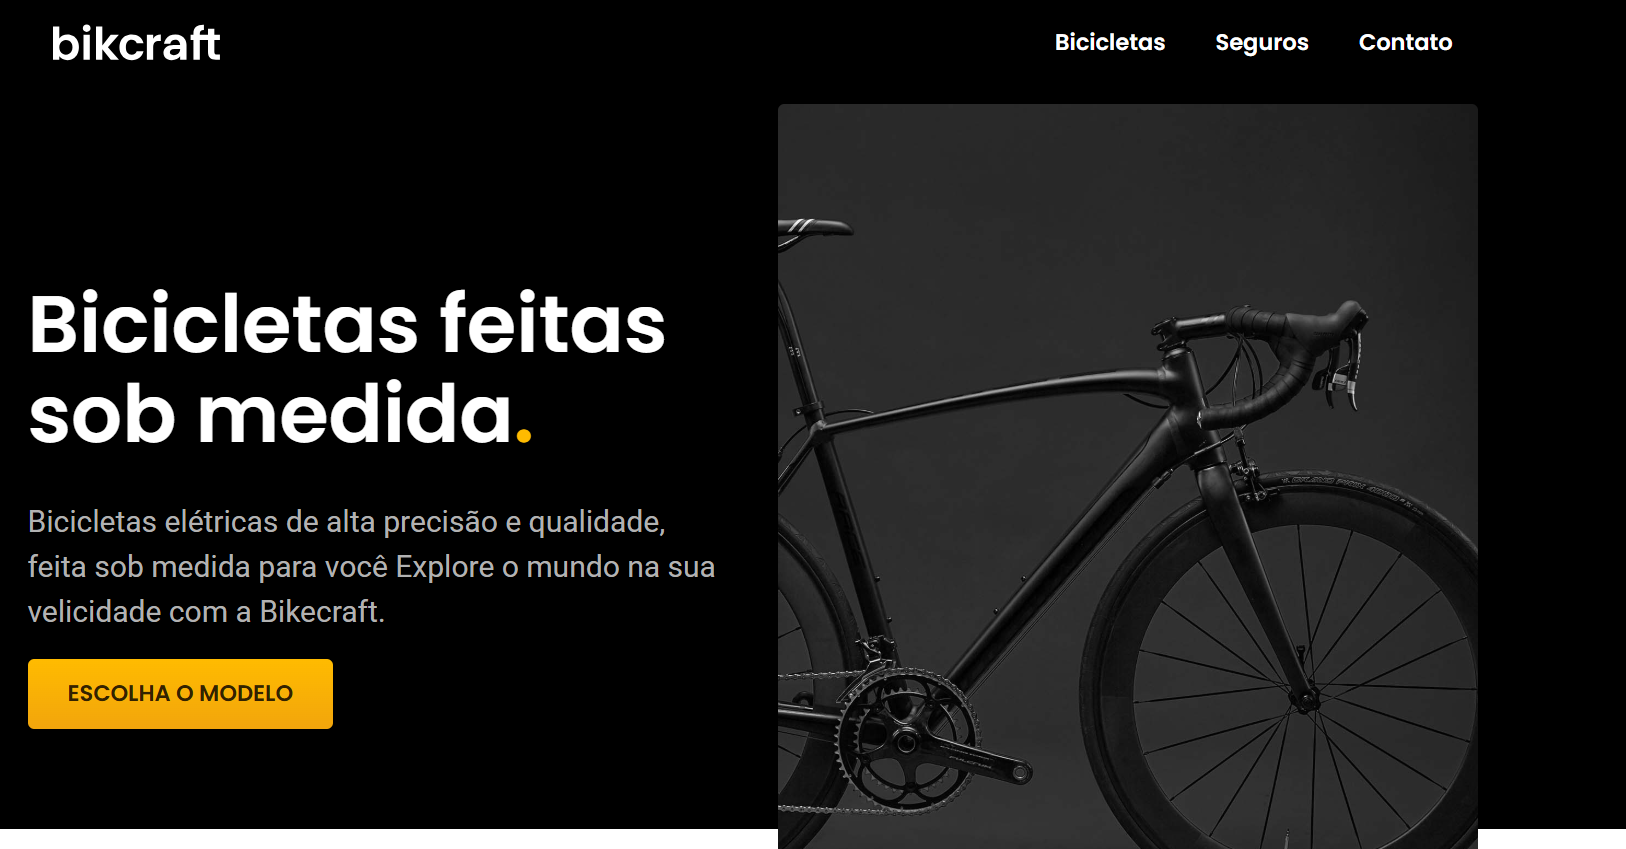 bikcraft
Bicicletas Seguros Contato
Bicicletas feitas
sob medida.
Bicicletas elétricas de alta precisão e qualidade,
feita sob medida para você Explore o mundo na sua
velicidade com a Bikecraft.
ESCOLHA O MODELO